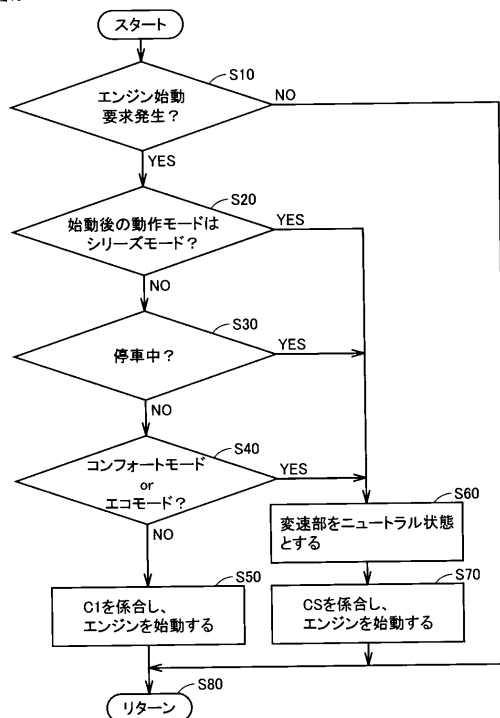 スタート
S10
エンジン始動
要求発生？
NO
YES
S20
始動後の動作モードは
シリーズモード？
YES
NO
S30
停車中？
YES
NO
S40
コンフォートモード
or
エコモード？
YES
NO
S60
変速部をニュートラル状態
とする
S50
C1を係合し、
エンジンを始動する
S70
CSを係合し、
エンジンを始動する
S80
リターン